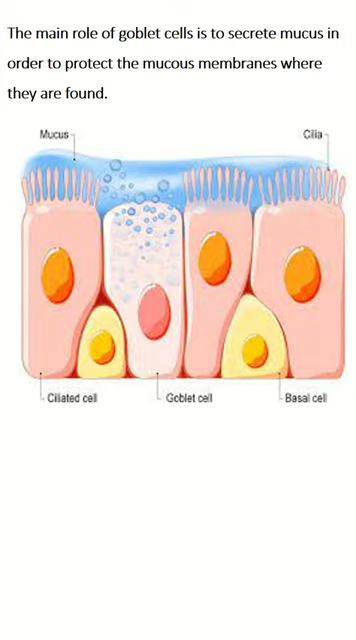 The main role of goblet cells is to secrete mucus in
order to protect the mucous membranes where
they are found.
Mucus
Cilia
Ciliated cell
Goblet cell
Basal cell